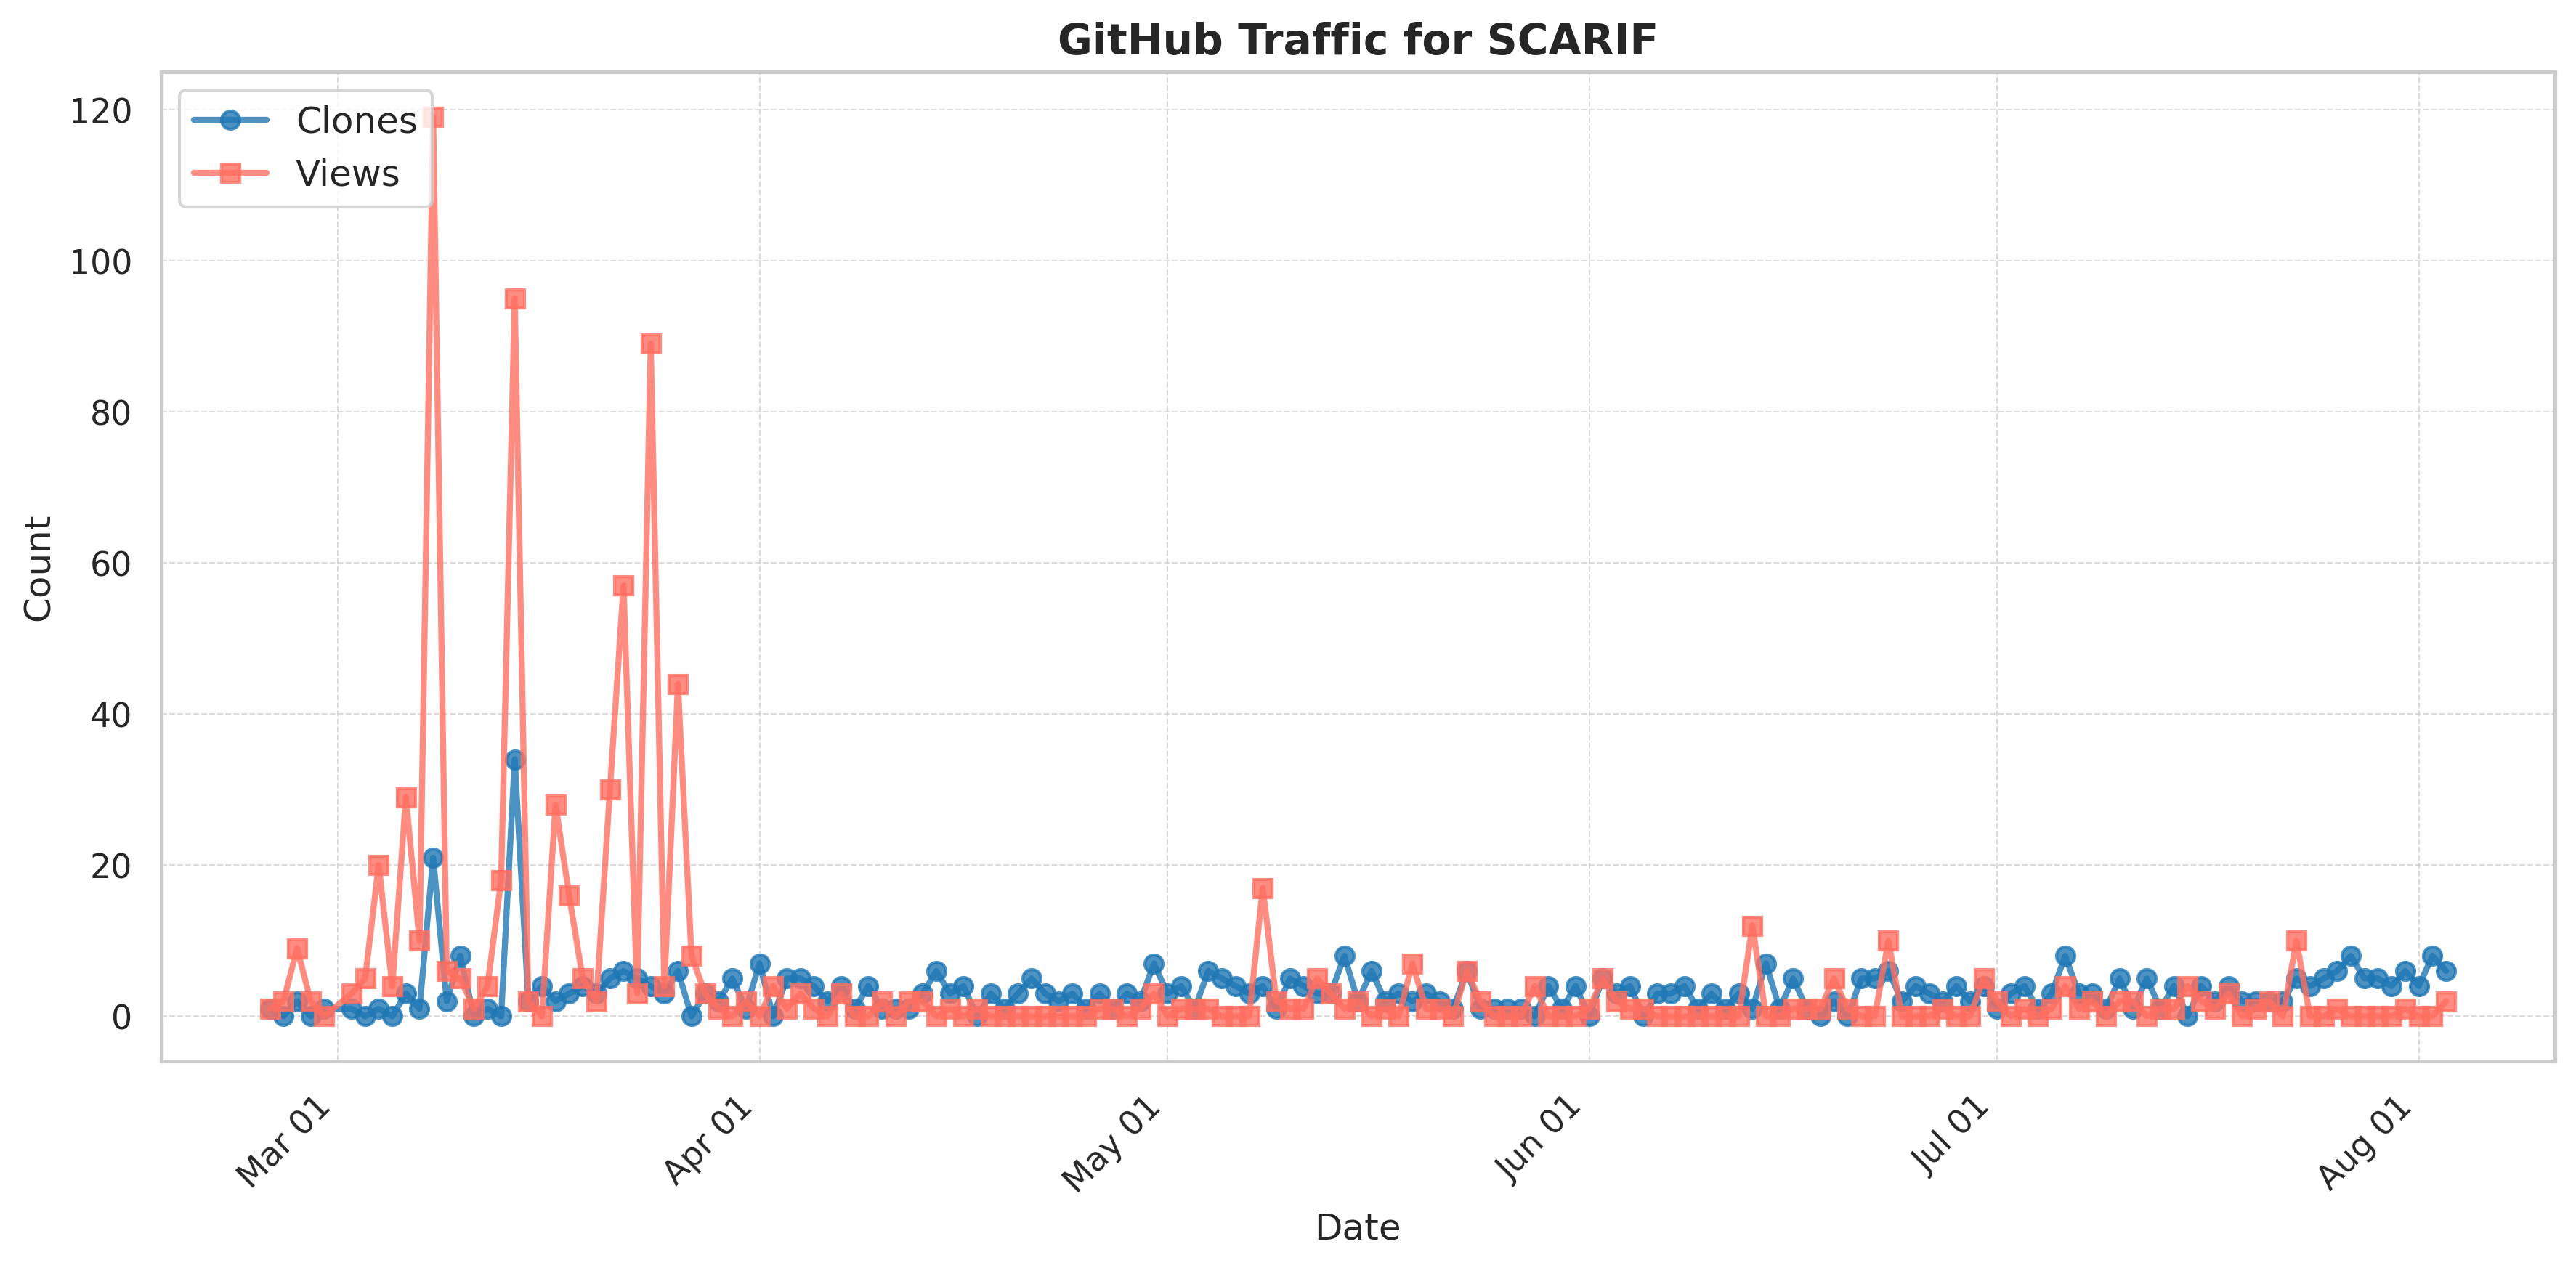 GitHub Traffic for SCARIF
Clones
Views
120
100
80
60
40
20
0
Count
Mar 01
Apr 01
May 01
Jun 01
Jul 01
Aug 01
Date